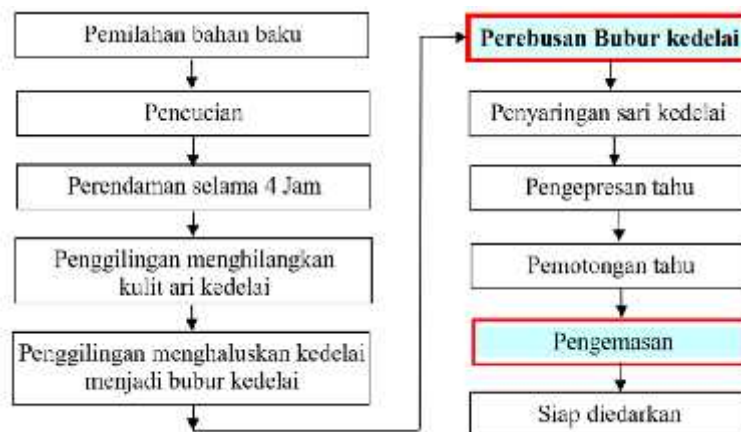 Pemilahan bahan baku
Pencucian
Perendaman selama 4 Jam
Penggilingan menghilangkan
kulit ari kedelai
Penggilingan menghaluskan kedelai
menjadi bubur kedelai
Perebusan Bubur kedelai
Penyaringan sari kedelai
Pengepresan tahu
Pemotongan tahu
Pengemasan
Siap diedarkan